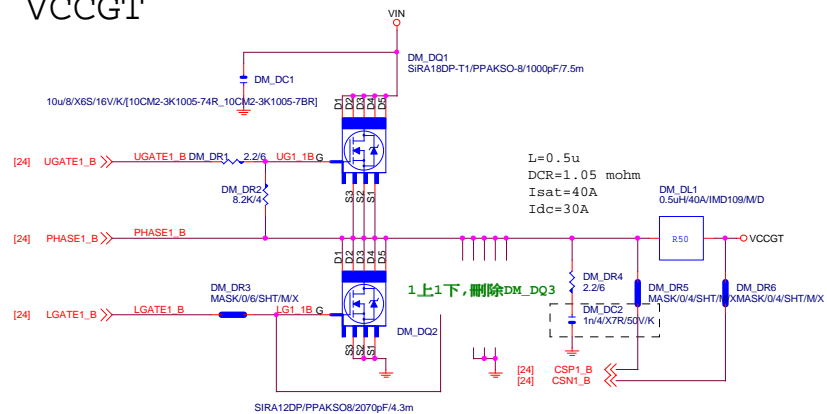 VCCGT
VIN
DM_DQ1
SiRA18DP-T1/PPAKSO-8/1000pF/7.5m
DM_DC1
10u/8/X6S/16V/K/[10CM2-3K1005-74R_10CM2-3K1005-7BR]
D1 D2 D3 D4 D5
[24] UGATE1_B UGATE1_B DM_DR1 2.2/6 UG1_1B G
DM_DR2
8.2K/4
S3 S2 S1
L=0.5u
DCR=1.05 mohm
Isat=40A
Idc=30A
DM_DL1
0.5uH/40A/IMD109/M/D
[24] PHASE1_B PHASE1_B
R50
VCCGT
D1 D2 D3 D4 D5
DM_DR3
MASK/0/6/SHT/M/X
1上1下,刪除DM_DQ3
DM_DR4
2.2/6
DM_DR5
MASK/0/4/SHT/M/X
DM_DR6
MASK/0/4/SHT/M/X
[24] LGATE1_B LGATE1_B LG1_1B G
DM_DC2
1n/4/X7R/50V/K
DM_DQ2
S3 S2 S1
[24] CSP1_B
[24] CSN1_B
SIRA12DP/PPAKSO8/2070pF/4.3m